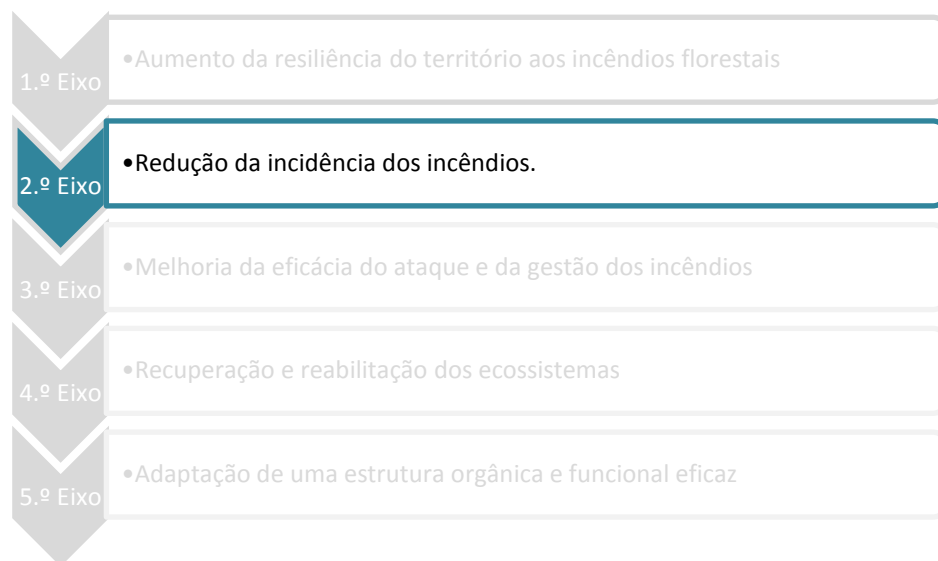 1.º Eixo
•Aumento da resiliência do território aos incêndios florestais
2.º Eixo
•Redução da incidência dos incêndios.
3.º Eixo
•Melhoria da eficácia do ataque e da gestão dos incêndios
4.º Eixo
•Recuperação e reabilitação dos ecossistemas
5.º Eixo
•Adaptação de uma estrutura orgânica e funcional eficaz